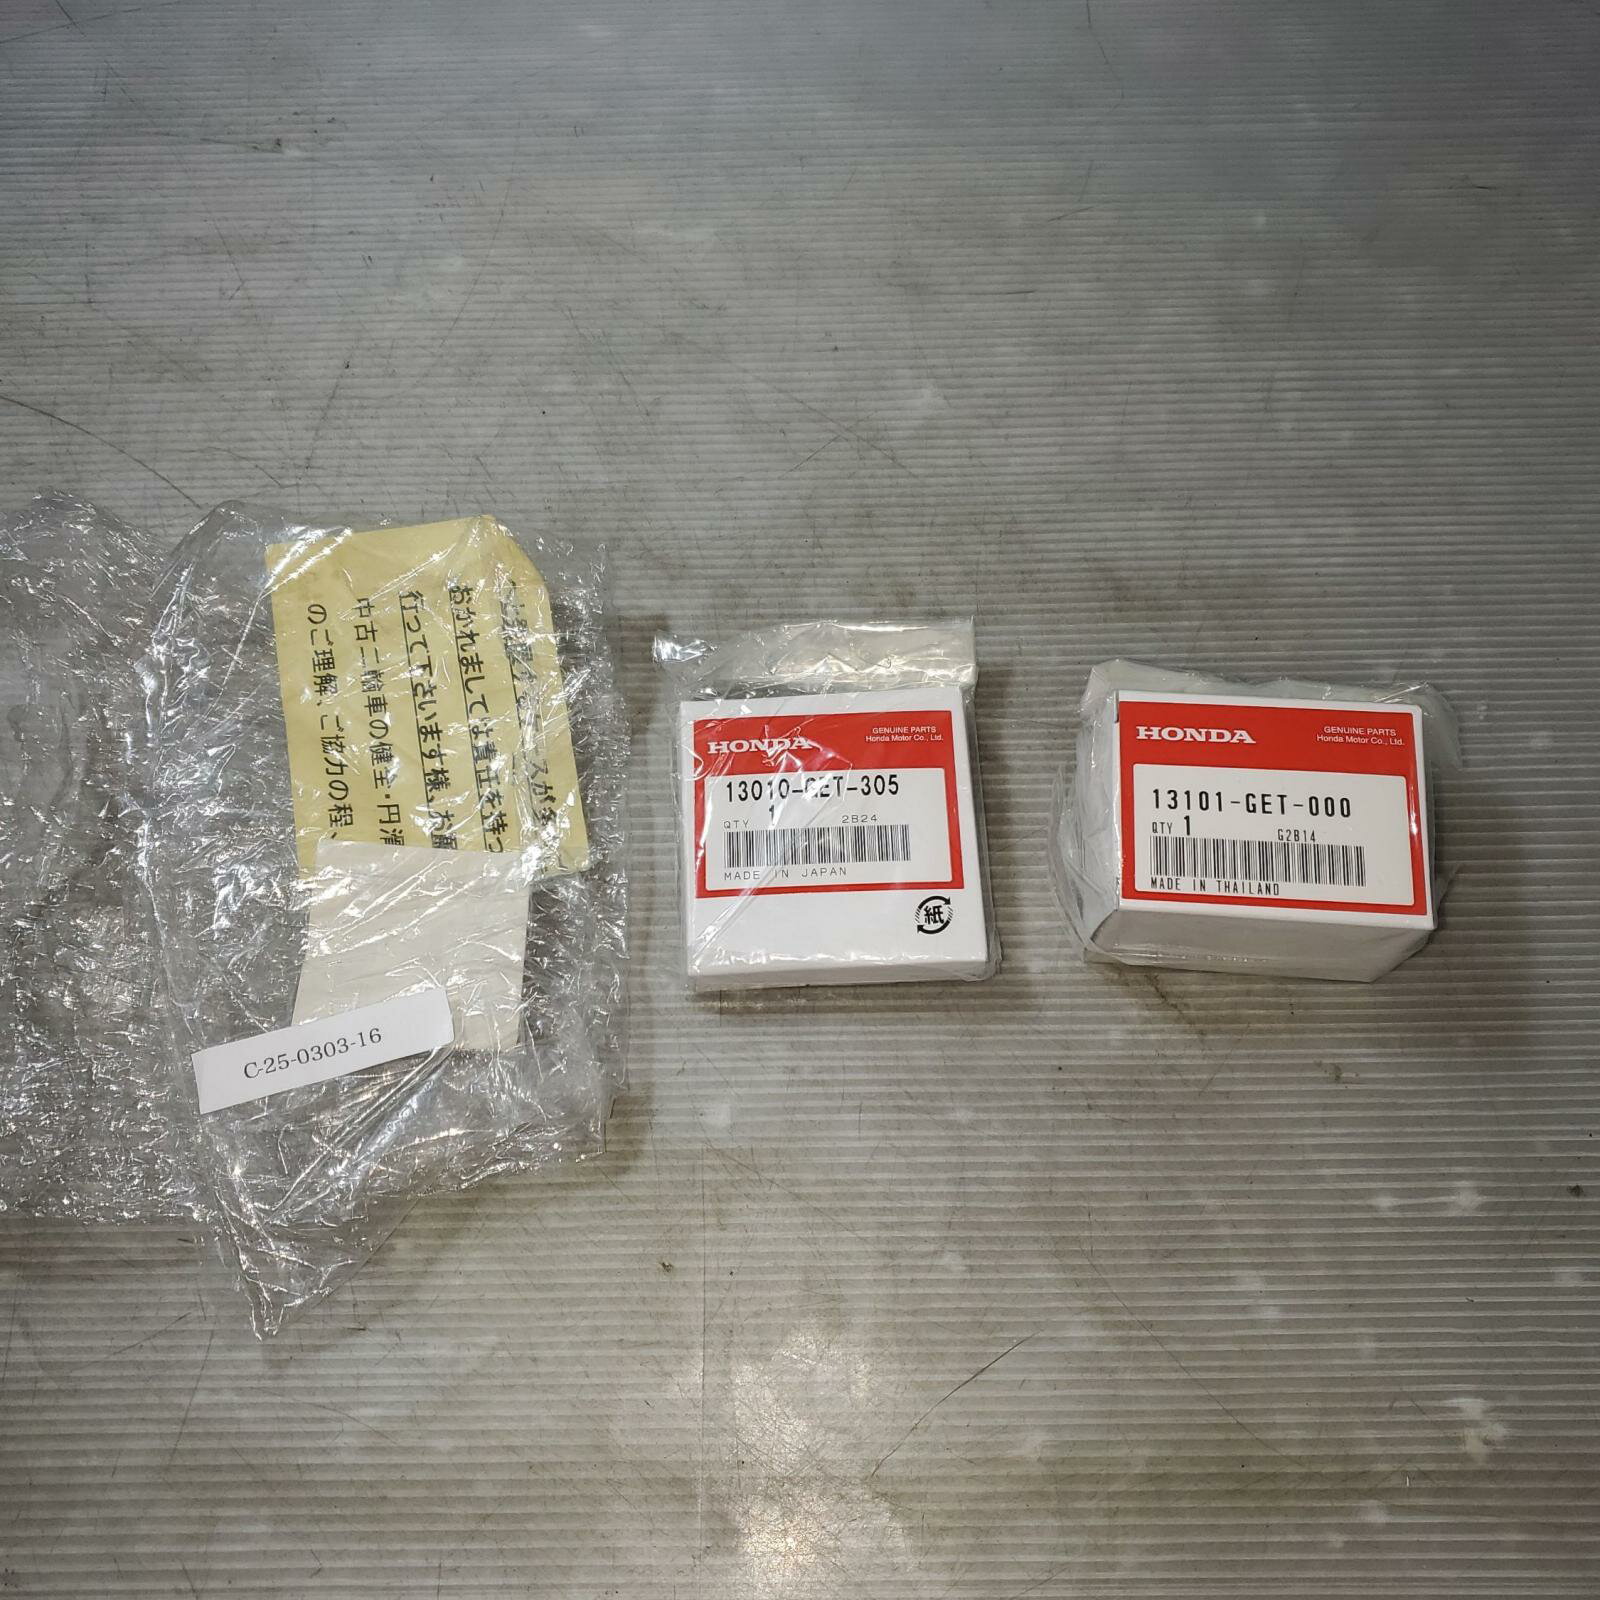 おかれましては責任を持っ
行って下さいます様、お願
中古二輪車の健全・円滑
のご理解、ご協力の程、
C-25-0303-16
HONDA
GENUINE PARTS
Honda Motor Co., Ltd.
13010-GET-305
QTY 1 2B24
MADE IN JAPAN
紙
HONDA
GENUINE PARTS
Honda Motor Co., Ltd.
13101-GET-000
QTY 1 G2B14
MADE IN THAILAND